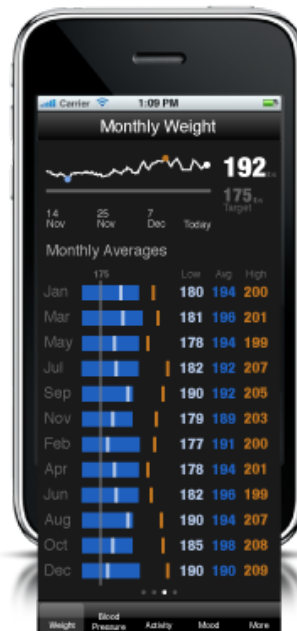 Carrier 1:09 PM
Monthly Weight
192 lbs
175 lbs
Target
14 Nov 25 Nov 7 Dec Today
Monthly Averages
175 Low Avg High
Jan 180 194 200
Mar 181 196 201
May 178 194 199
Jul 182 192 207
Sep 190 192 205
Nov 179 189 203
Feb 177 191 200
Apr 178 194 201
Jun 182 196 199
Aug 190 194 207
Oct 185 198 208
Dec 190 190 209
Weight Blood Pressure Activity Mood More